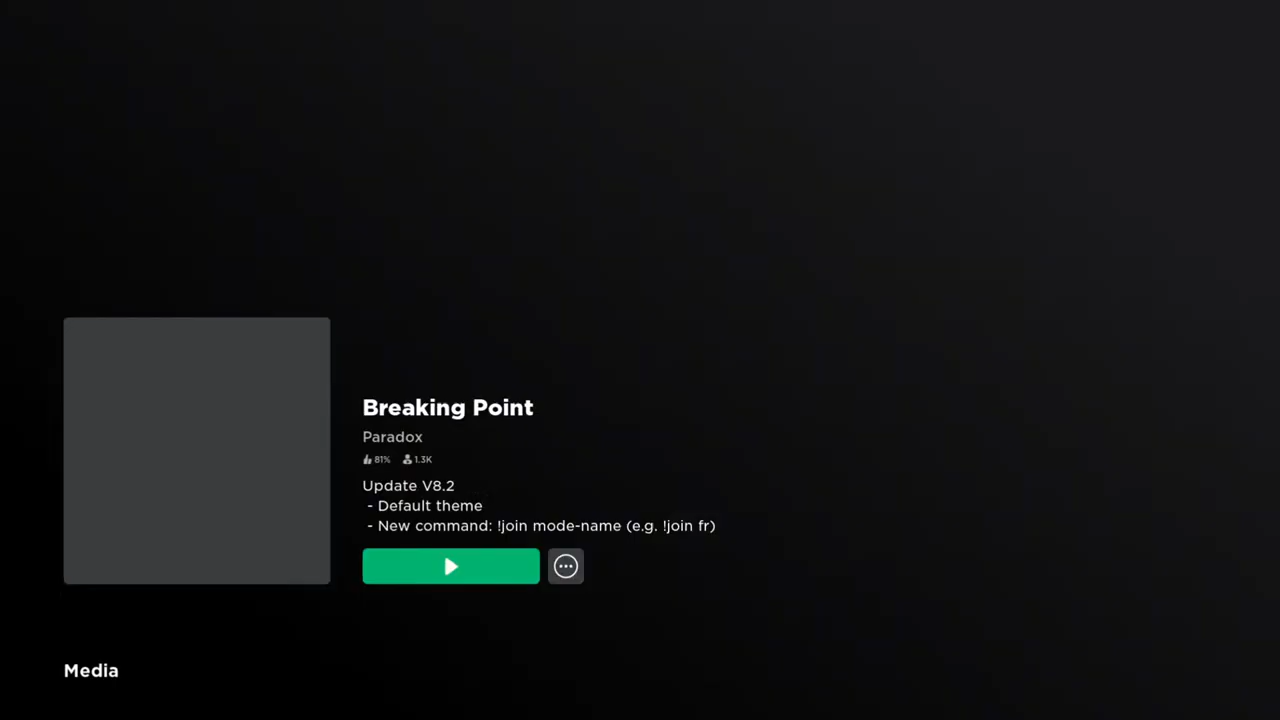 Breaking Point
Paradox
81% 1.3K
Update V8.2
- Default theme
- New command: !join mode-name (e.g. !join fr)
Media